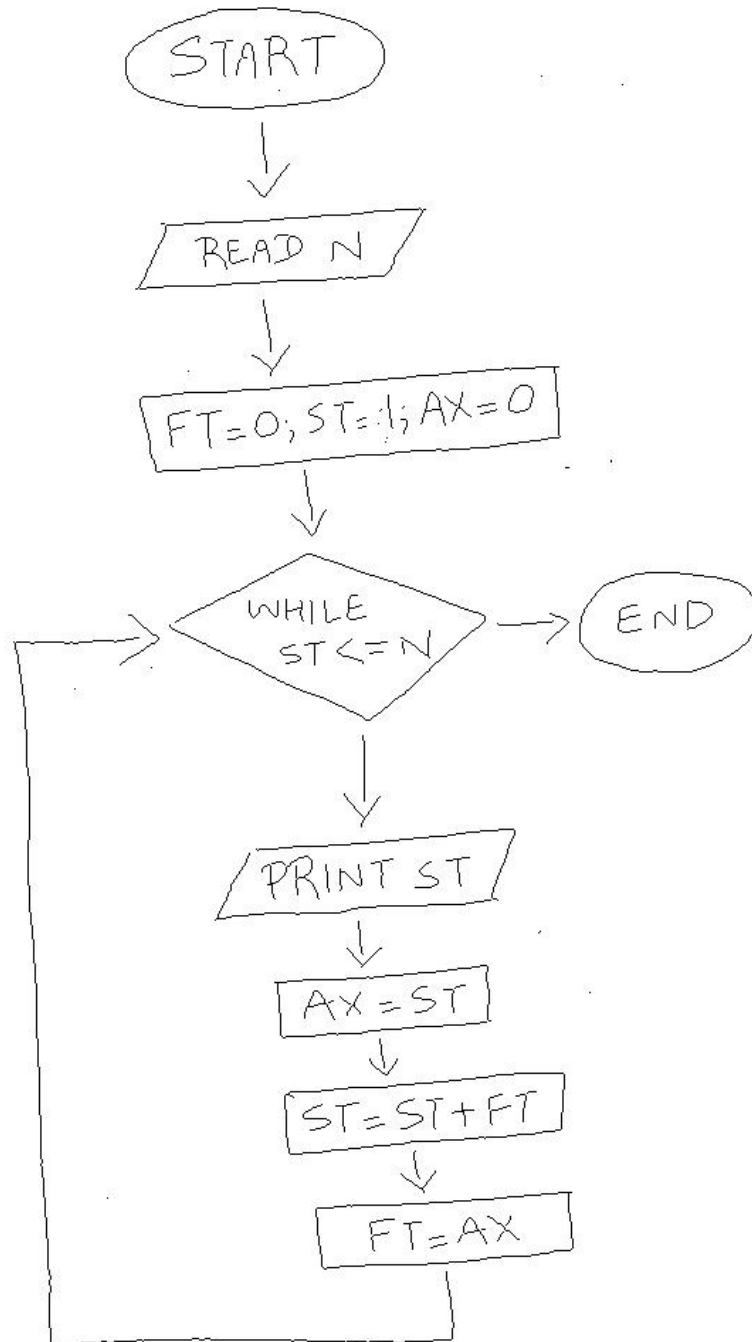 START
READ N
FT=0; ST=1; AX=0
WHILE
ST<=N
END
PRINT ST
AX=ST
ST=ST+FT
FT=AX